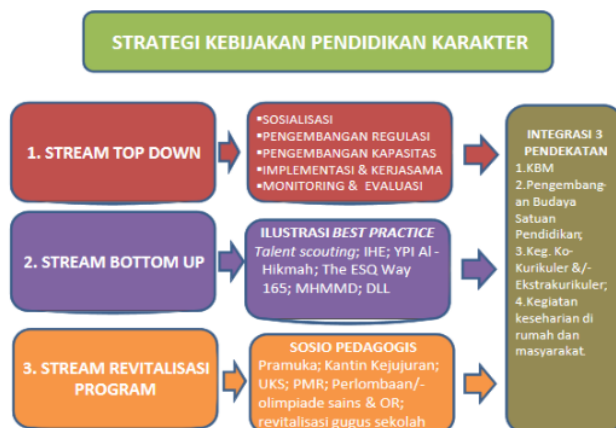 STRATEGI KEBIJAKAN PENDIDIKAN KARAKTER
1. STREAM TOP DOWN
▪SOSIALISASI
▪PENGEMBANGAN REGULASI
▪PENGEMBANGAN KAPASITAS
▪IMPLEMENTASI & KERJASAMA
▪MONITORING & EVALUASI
2. STREAM BOTTOM UP
ILUSTRASI BEST PRACTICE
Talent scouting; IHE; YPI Al -
Hikmah; The ESQ Way
165; MHMMD; DLL
3. STREAM REVITALISASI
PROGRAM
SOSIO PEDAGOGIS
Pramuka; Kantin Kejujuran;
UKS; PMR; Perlombaan/-
olimpiade sains & OR;
revitalisasi gugus sekolah
INTEGRASI 3
PENDEKATAN
1.KBM
2.Pengembang-
an Budaya
Satuan
Pendidikan;
3.Keg. Ko-
Kurikuler &/-
Ekstrakurikuler;
4.Kegiatan
keseharian di
rumah dan
masyarakat.